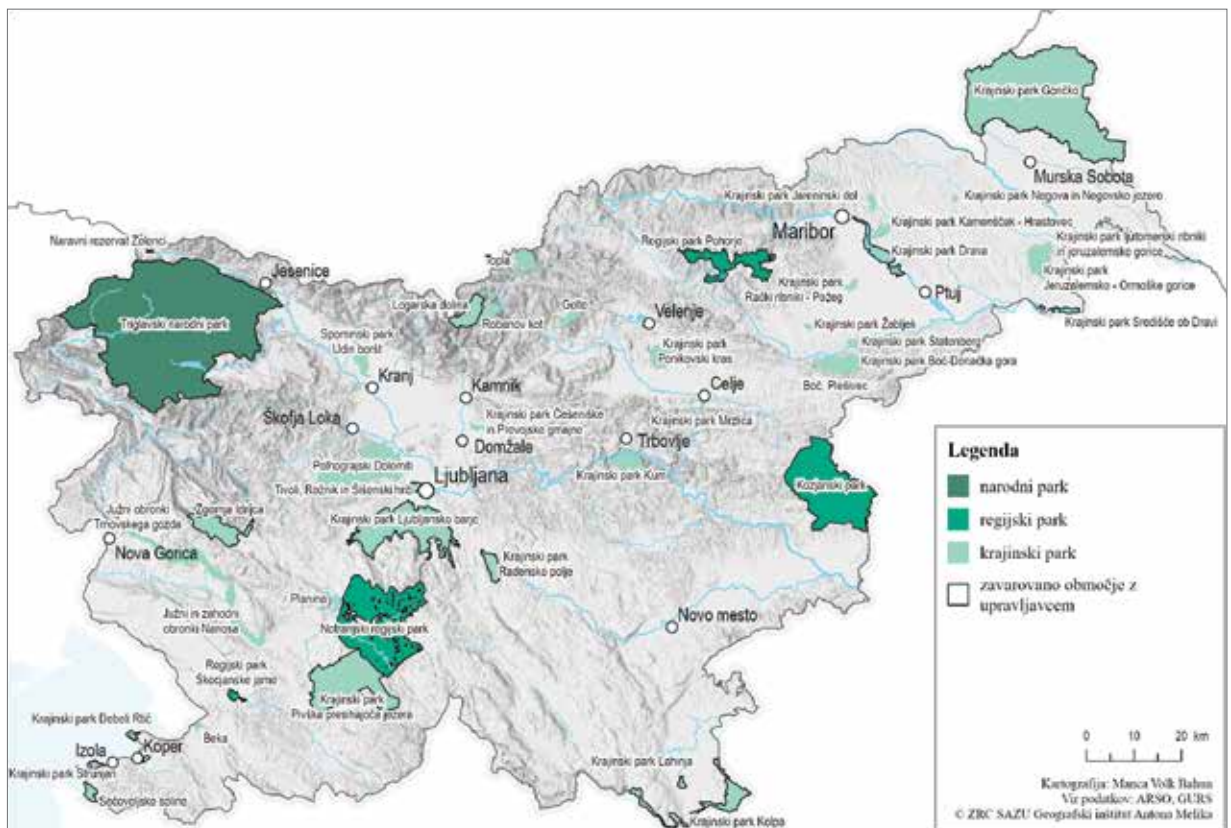 Krajinski park Goričko
Murska Sobota
Krajinski park Jareninski dol
Krajinski park Negova in Negovsko jezero
Maribor
Krajinski park Kamenščak - Hrastovec
Naravni rezervat Zelenci
Regijski park Pohorje
Krajinski park Drava
Krajinski park ljutomerski ribniki
in jeruzalemske gorice
Topla
Jesenice
Krajinski park
Rački ribniki - Požeg
Krajinski park
Jeruzalemsko - Ormoške gorice
Ptuj
Logarska dolina
Golte
Robanov kot
Velenje
Triglavski narodni park
Krajinski park Središče ob Dravi
Krajinski park Žabljek
Spominski park
Udin boršt
Krajinski park Štatenberg
Krajinski park
Ponikovski kras
Krajinski park Boč-Donačka gora
Kranj
Kamnik
Celje
Boč, Plešivec
Škofja Loka
Krajinski park Češeniške
in Prevojske gmajne
Krajinski park Mrzlica
Domžale
Trbovlje
Polhograjski Dolomiti
Krajinski park Kum
Ljubljana
Tivoli, Rožnik in Šišenski hrib
Kozjanski park
Južni obronki
Trnovskega gozda
Zgornja Idrijca
Krajinski park Ljubljansko barje
Nova Gorica
Krajinski park
Radensko polje
Planina
Južni in zahodni
obronki Nanosa
Notranjski regijski park
Novo mesto
Regijski park
Škocjanske jame
Krajinski park
Pivška presihajoča jezera
Krajinski park Debeli Rtič
Beka
Izola
Koper
Krajinski park Strunjan
Sečoveljske soline
Krajinski park Lahinja
Krajinski park Kolpa
Legenda
narodni park
regijski park
krajinski park
zavarovano območje z
upravljavcem
0 10 20 km
Kartografija: Manca Volk Bahun
Vir podatkov: ARSO, GURS
© ZRC SAZU Geografski inštitut Antona Melika